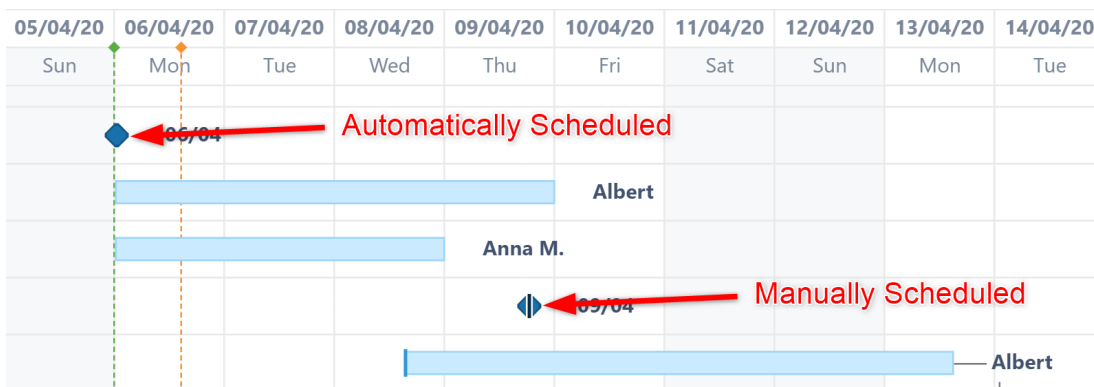 05/04/20 06/04/20 07/04/20 08/04/20 09/04/20 10/04/20 11/04/20 12/04/20 13/04/20 14/04/20
Sun Mon Tue Wed Thu Fri Sat Sun Mon Tue
06/04 Automatically Scheduled
Albert
Anna M.
09/04 Manually Scheduled
Albert